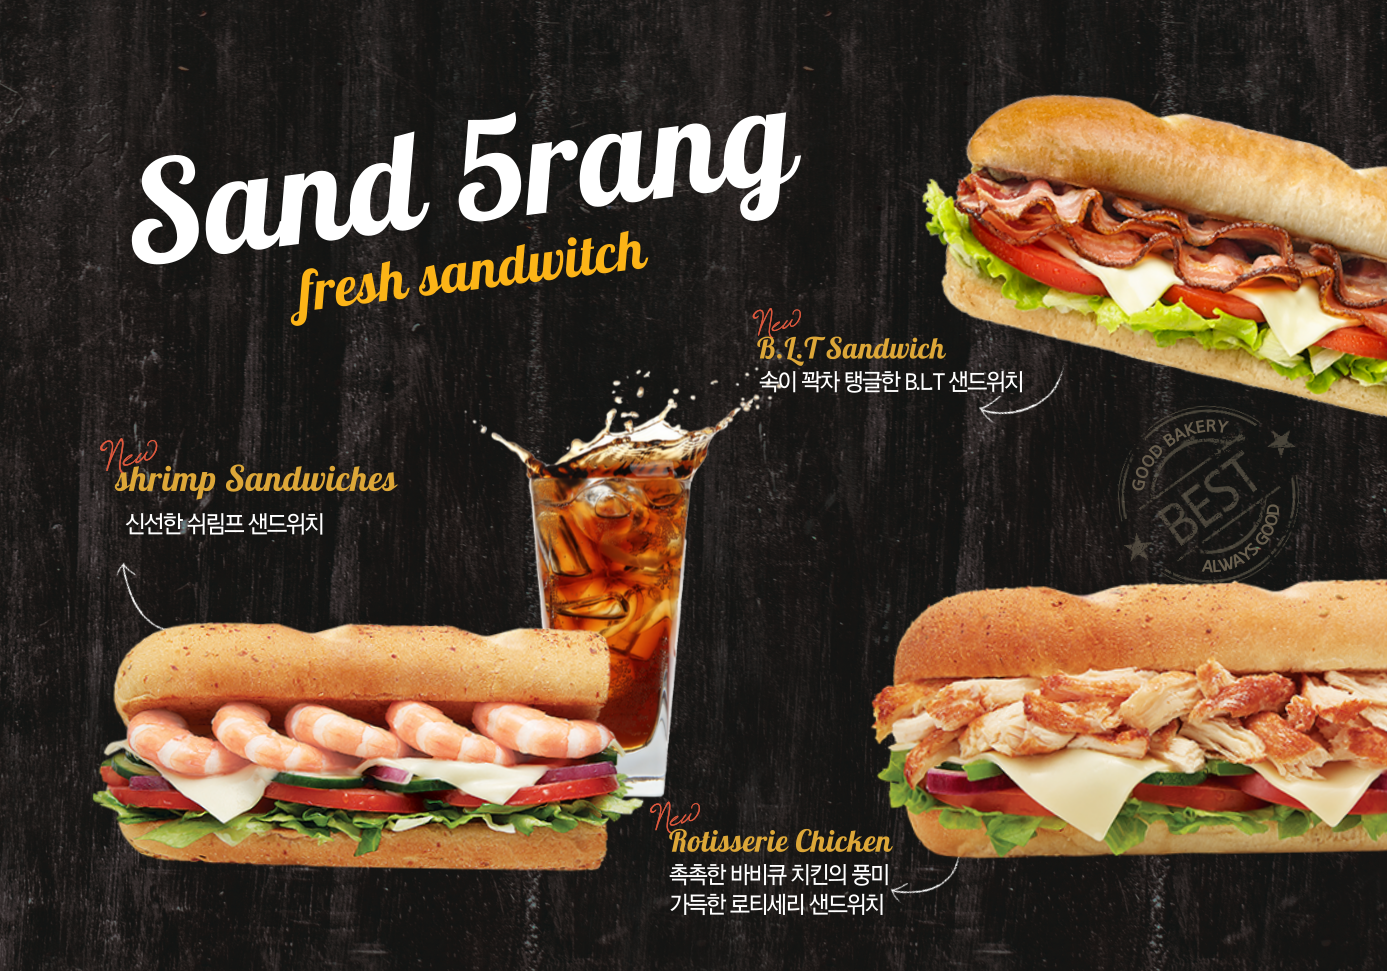 Sand 5rang
fresh sandwitch
New
B.L.T Sandwich
속이 꽉차 탱글한 B.L.T 샌드위치
New
shrimp Sandwiches
신선한 쉬림프 샌드위치
GOOD BAKERY
BEST
ALWAYS.GOOD
New
Rotisserie Chicken
촉촉한 바비큐 치킨의 풍미
가득한 로티세리 샌드위치